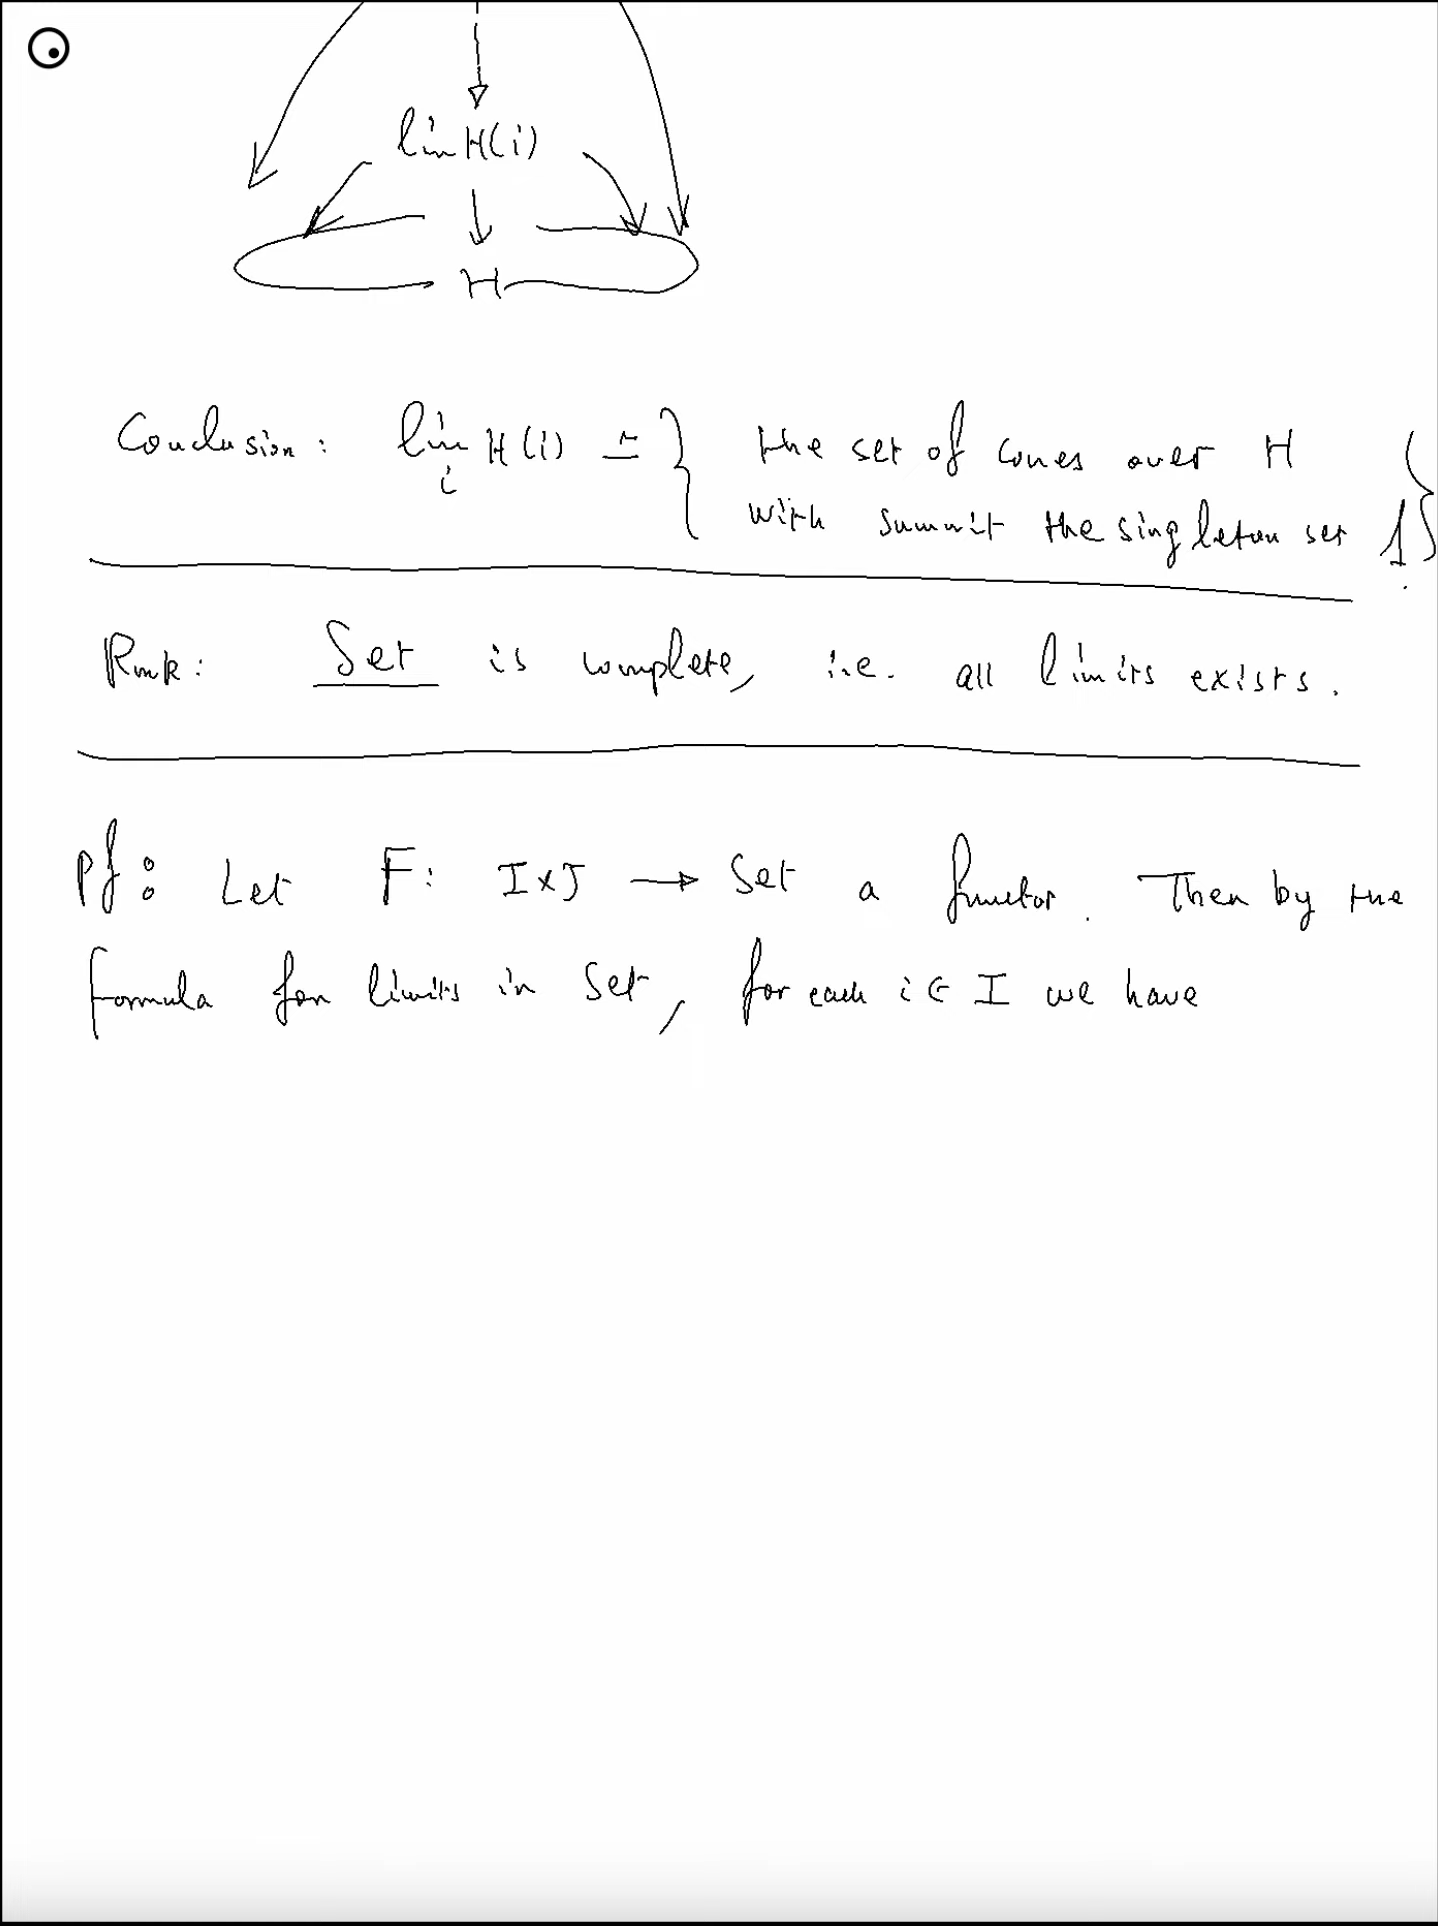 lim H(i)
H
Conclusion: lim H(i) ≅ { the set of cones over H
i
with summit the singleton set 1 }.
Rmk: Set is complete, i.e. all limits exists.
Pf: Let F: I×J → Set a functor. Then by the
formula for limits in Set, for each i ∈ I we have